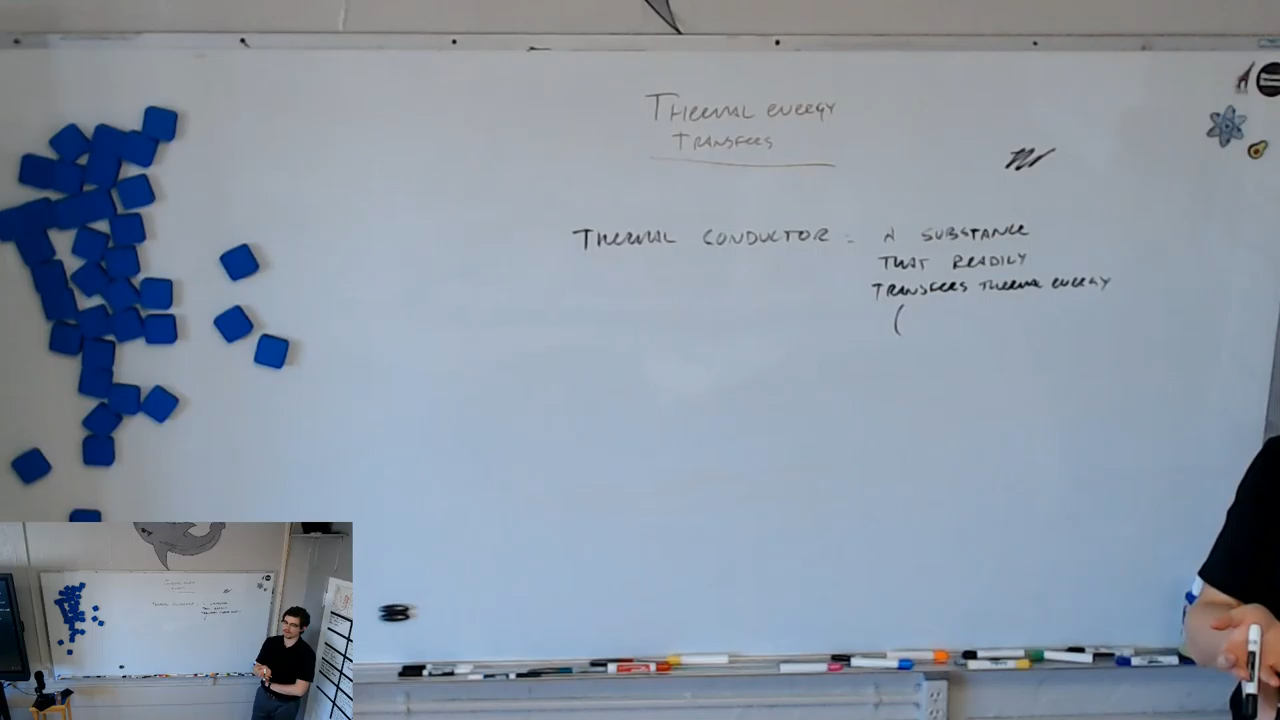 THERMAL ENERGY
TRANSFERS
THERMAL CONDUCTOR = A SUBSTANCE
THAT READILY
TRANSFERS THERMAL ENERGY
(